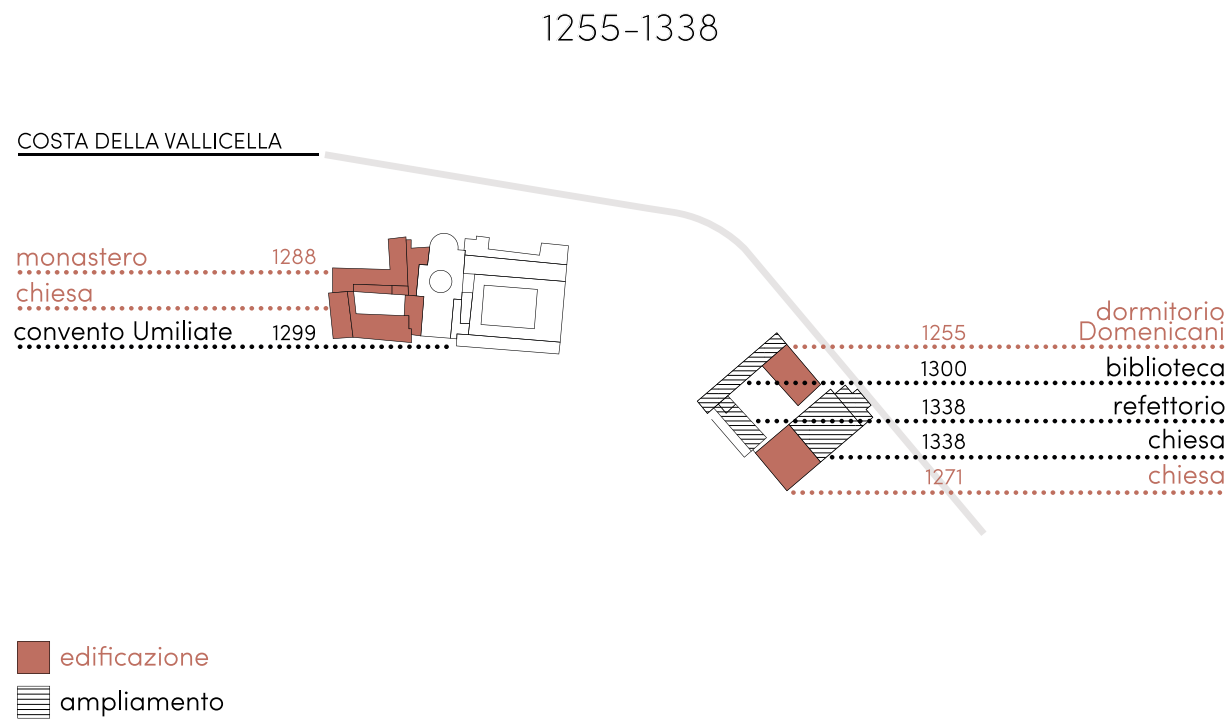 1255-1338
COSTA DELLA VALLICELLA
monastero 1288
chiesa
convento Umiliate 1299
dormitorio
1255 Domenicani
1300 biblioteca
1338 refettorio
1338 chiesa
1271 chiesa
edificazione
ampliamento